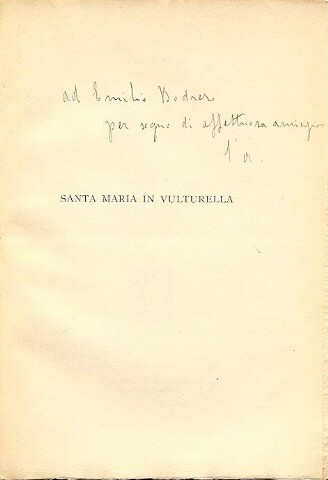 ad Emilio Bodrero
per segno di affettuosa amicizia
l'a.
SANTA MARIA IN VULTURELLA